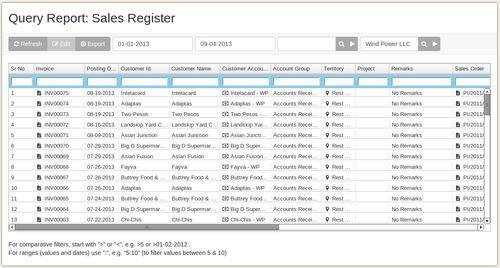 Query Report: Sales Register
Refresh Edit Export 01-01-2013 09-04-2013 Wind Power LLC
Sr No Invoice Posting D... Customer Id Customer Name Customer Accou... Account Group Territory Project Remarks Sales Order
1 INV00075 08-19-2013 Intelacard Intelacard Intelacard - WP Accounts Recei... Rest ... No Remarks PI/2011/
2 INV00074 08-19-2013 Adaptas Adaptas Adaptas - WP Accounts Recei... Rest ... No Remarks PI/2011/
3 INV00073 08-19-2013 Two Pesos Two Pesos Two Pesos - ... Accounts Recei... Rest ... No Remarks PI/2011/
4 INV00072 08-19-2013 Landskip Yard C... Landskip Yard C... Landskip Yar... Accounts Recei... Rest ... No Remarks PI/2011/
5 INV00071 08-09-2013 Asian Junction Asian Junction Asian Juncti... Accounts Recei... Rest ... No Remarks PI/2011/
6 INV00070 07-29-2013 Big D Supermar... Big D Supermar... Big D Super... Accounts Recei... Rest ... No Remarks PI/2011/
7 INV00069 07-29-2013 Asian Fusion Asian Fusion Asian Fusion... Accounts Recei... Rest ... No Remarks PI/2011/
8 INV00068 07-26-2013 Fayva Fayva Fayva - WP Accounts Recei... Rest ... No Remarks PI/2011/
9 INV00067 07-26-2013 Buttrey Food & ... Buttrey Food & ... Buttrey Food... Accounts Recei... Rest ... No Remarks PI/2011/
10 INV00066 07-24-2013 Adaptas Adaptas Adaptas - WP Accounts Recei... Rest ... No Remarks PI/2011/
11 INV00065 07-24-2013 Buttrey Food & ... Buttrey Food & ... Buttrey Food... Accounts Recei... Rest ... No Remarks PI/2011/
12 INV00064 07-24-2013 Big D Supermar... Big D Supermar... Big D Super... Accounts Recei... Rest ... No Remarks PI/2011/
13 INV00063 07-22-2013 Chi-Chis Chi-Chis Chi-Chis - WP Accounts Recei... Rest ... No Remarks PI/2011/
For comparative filters, start with ">" or "<", e.g. >5 or >01-02-2012
For ranges (values and dates) use ":", e.g. "5:10" (to filter values between 5 & 10)